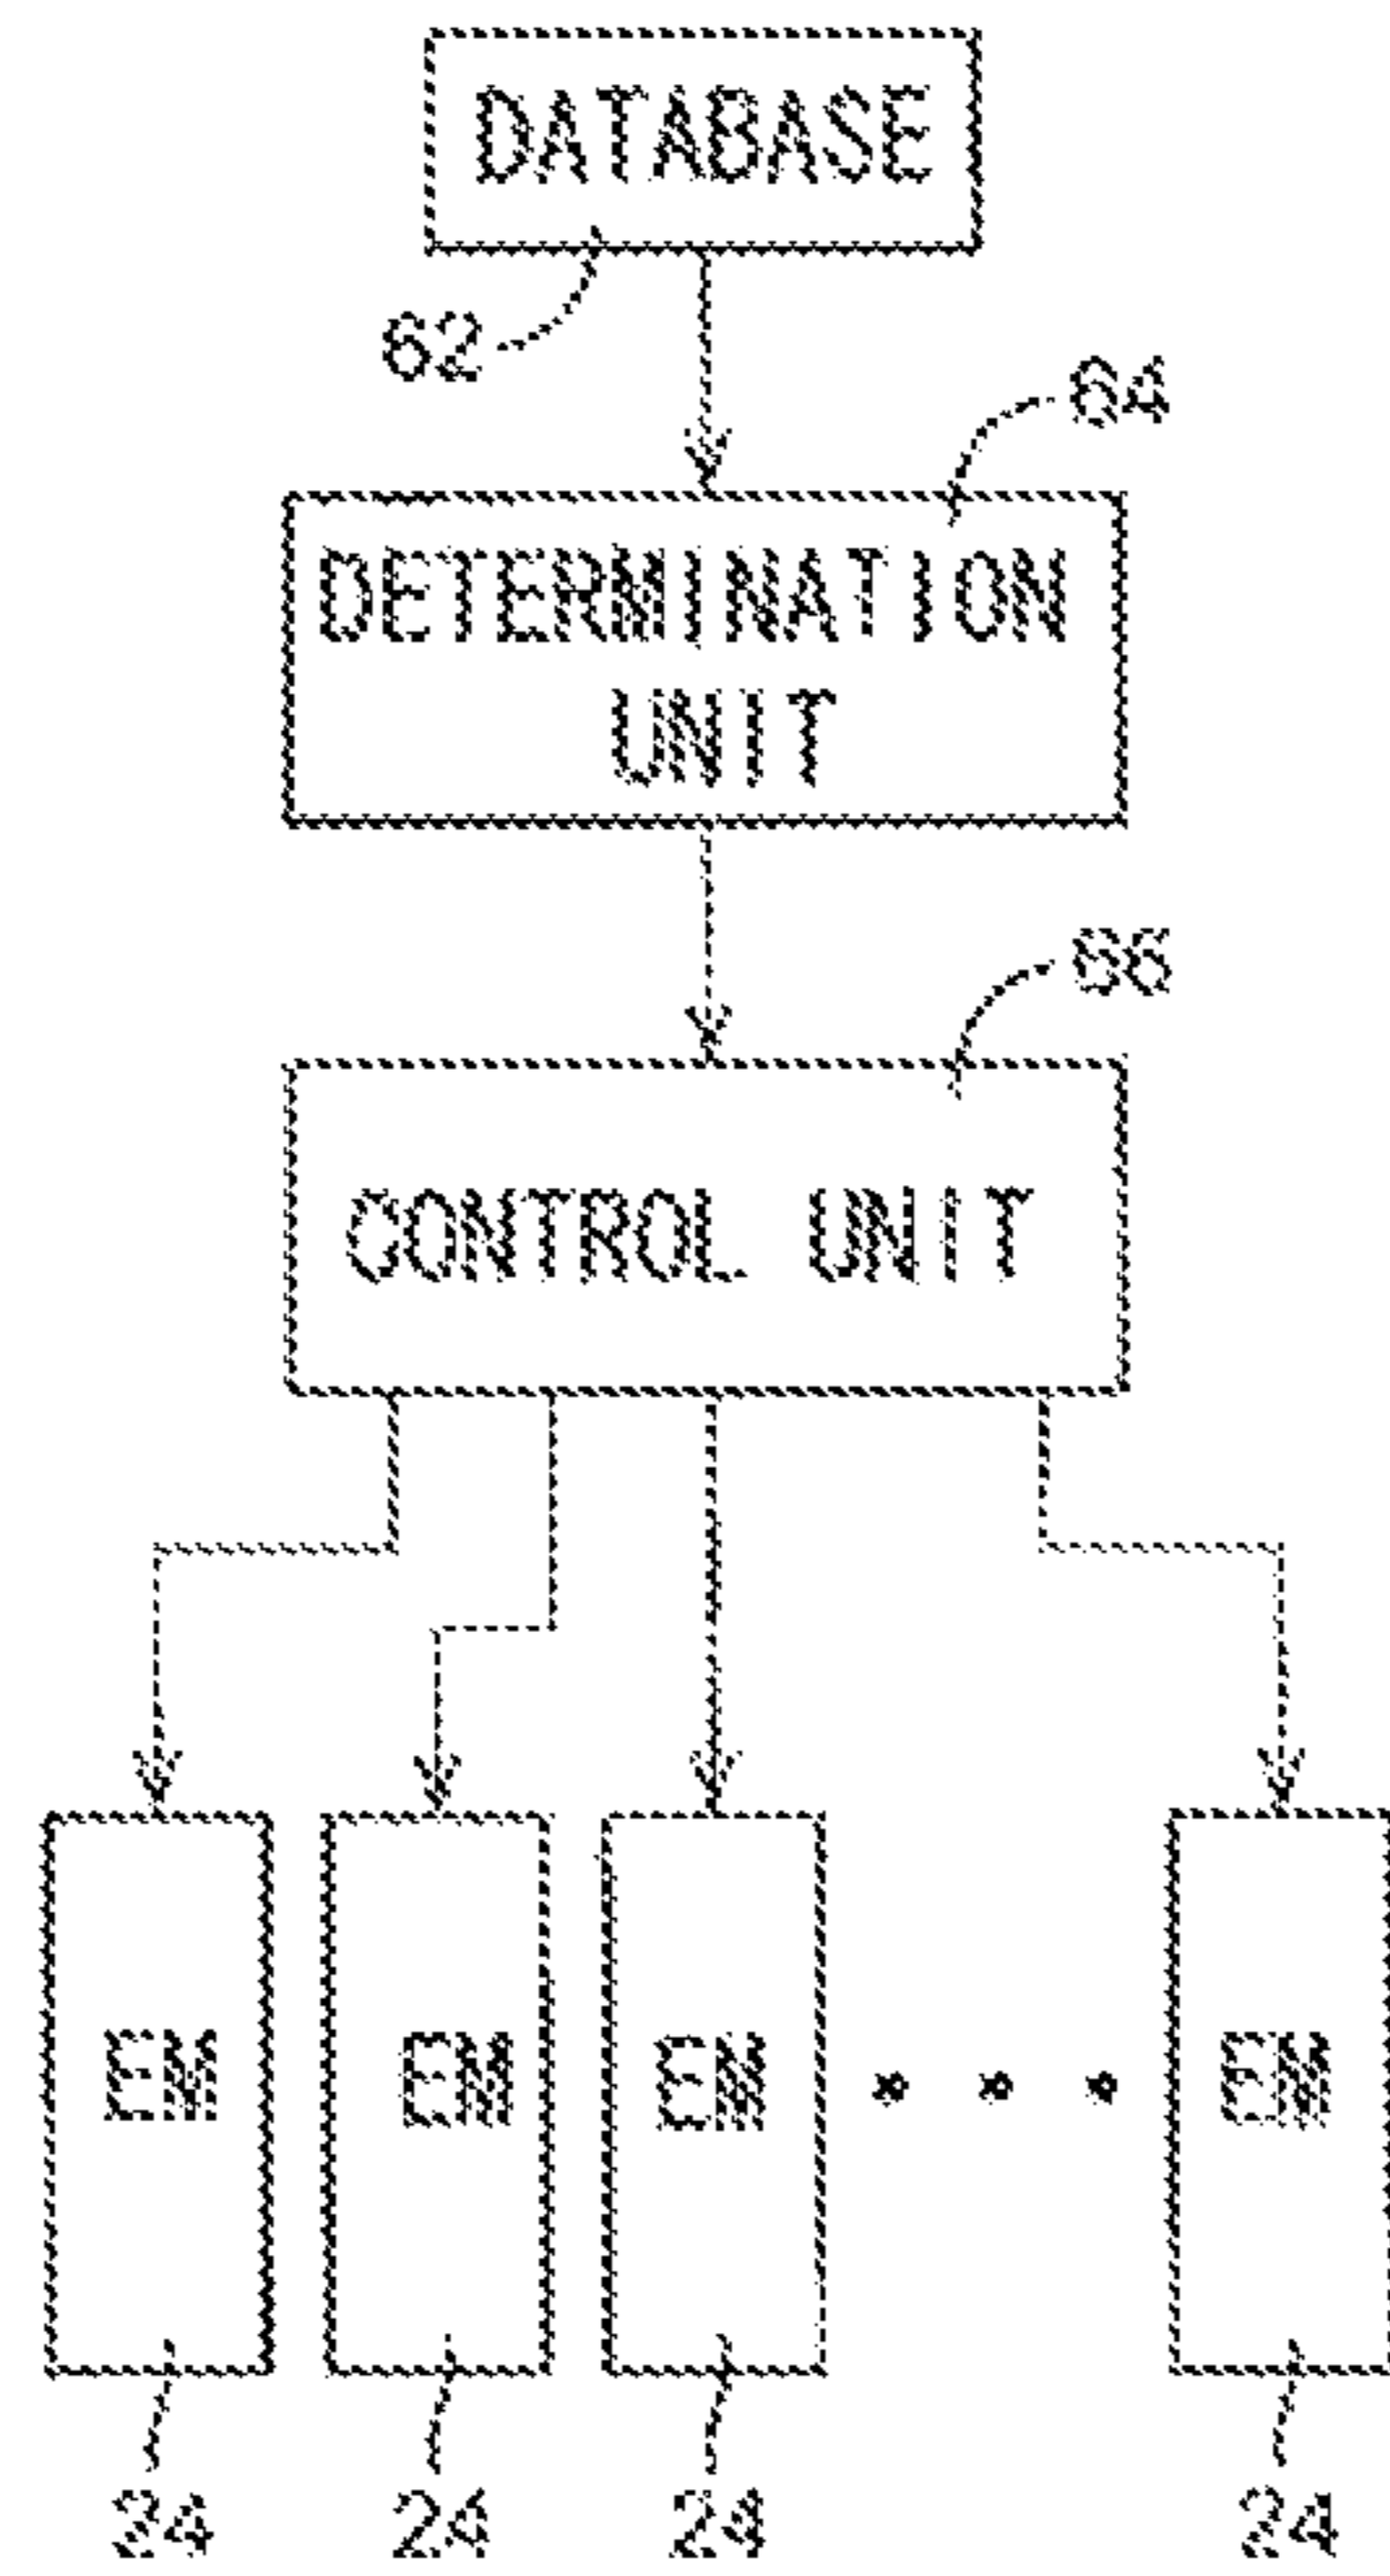 DATABASE
62
64
DETERMINATION
UNIT
66
CONTROL UNIT
EM EM EM EM
24 24 24 24